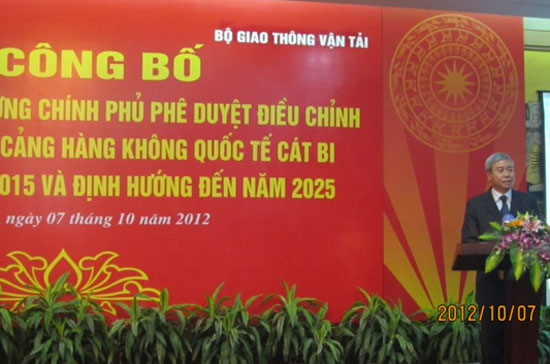 BỘ GIAO THÔNG VẬN TẢI
CÔNG BỐ
CHÍNH PHỦ PHÊ DUYỆT ĐIỀU CHỈNH
CẢNG HÀNG KHÔNG QUỐC TẾ CÁT BI
015 VÀ ĐỊNH HƯỚNG ĐẾN NĂM 2025
ngày 07 tháng 10 năm 2012
2012/10/07